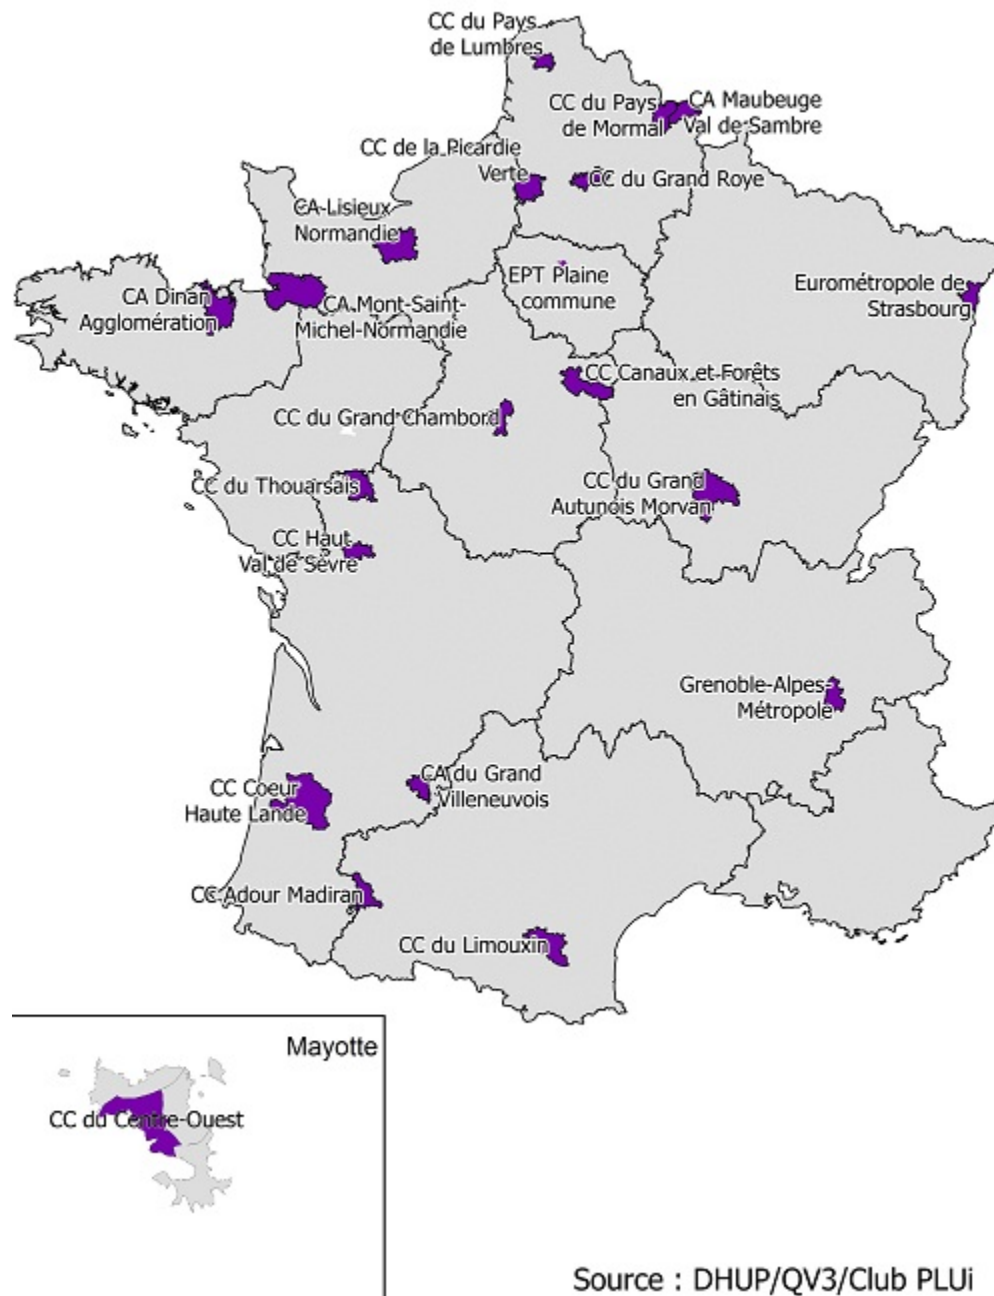 CC du Pays
de Lumbres
CC du Pays
de Mormal
CA Maubeuge
Val de Sambre
CC de la Picardie
Verte
CC du Grand Roye
CA Lisieux
Normandie
EPT Plaine
commune
Eurométropole de
Strasbourg
CA Dinan
Agglomération
CA Mont-Saint-
Michel-Normandie
CC Canaux et Forêts
en Gâtinais
CC du Grand Chambord
CC du Thouarsais
CC du Grand
Autunois Morvan
CC Haut
Val de Sèvre
Grenoble-Alpes-
Métropole
CC Coeur
Haute Lande
CA du Grand
Villeneuvois
CC Adour Madiran
CC du Limouxin
Mayotte
CC du Centre-Ouest
Source : DHUP/QV3/Club PLUi